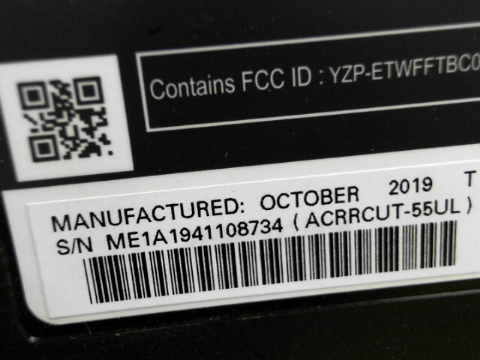 Contains FCC ID : YZP-ETWFFTBC0
MANUFACTURED: OCTOBER 2019 T
S/N ME1A1941108734 ( ACRRCUT-55UL )